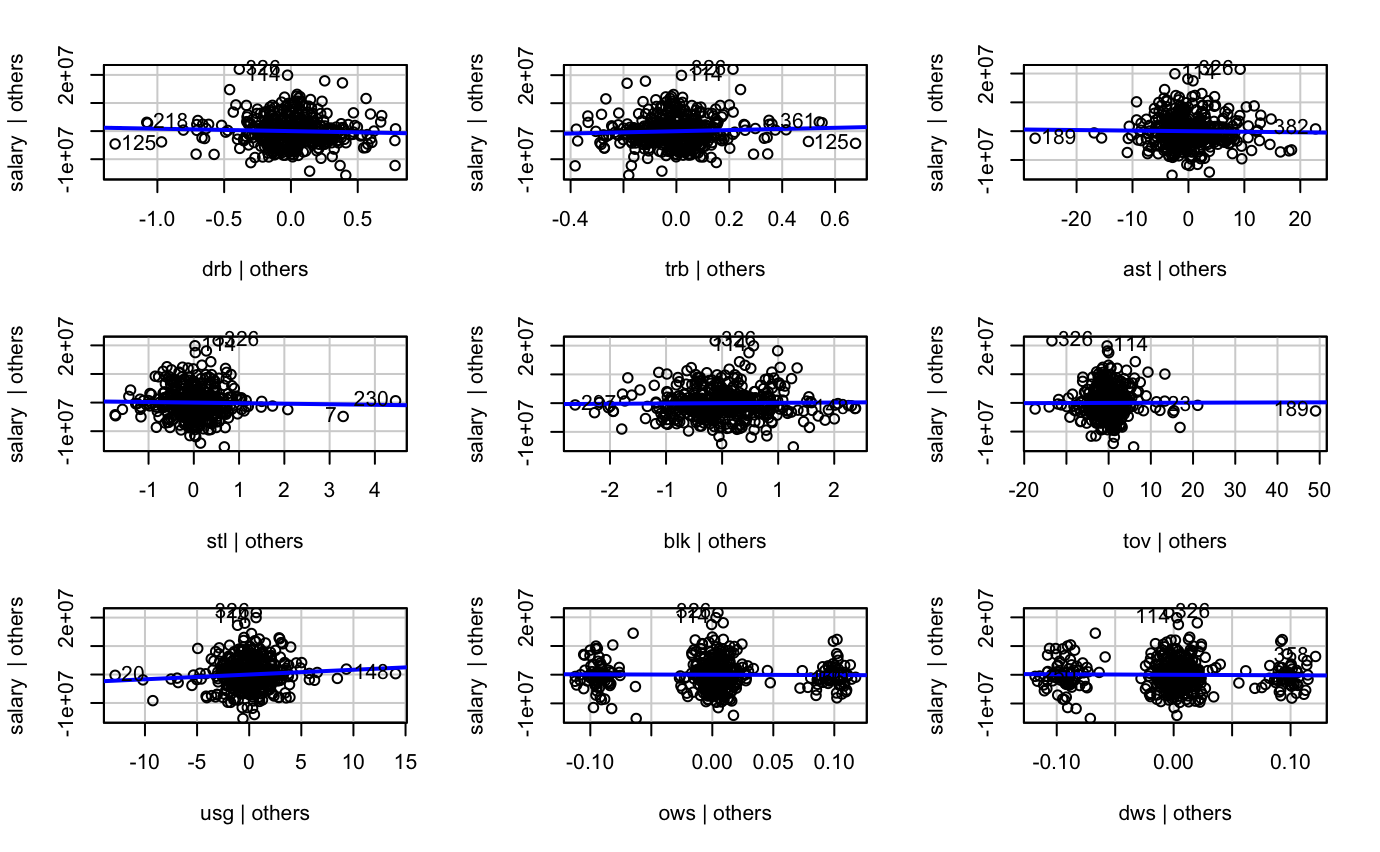 salary | others
2e+07
-1e+07
326
114
218
125
-1.0 -0.5 0.0 0.5
drb | others
salary | others
2e+07
-1e+07
326
114
361
125
-0.4 0.0 0.2 0.4 0.6
trb | others
salary | others
2e+07
-1e+07
114
326
189
382
-20 -10 0 10 20
ast | others
salary | others
2e+07
-1e+07
114
326
230
7
-1 0 1 2 3 4
stl | others
salary | others
2e+07
-1e+07
326
114
-2 -1 0 1 2
blk | others
salary | others
2e+07
-1e+07
326
114
189
-20 0 10 20 30 40 50
tov | others
salary | others
2e+07
-1e+07
326
114
20
148
-10 -5 0 5 10 15
usg | others
salary | others
2e+07
-1e+07
326
114
-0.10 0.00 0.05 0.10
ows | others
salary | others
2e+07
-1e+07
114
326
-0.10 0.00 0.10
dws | others